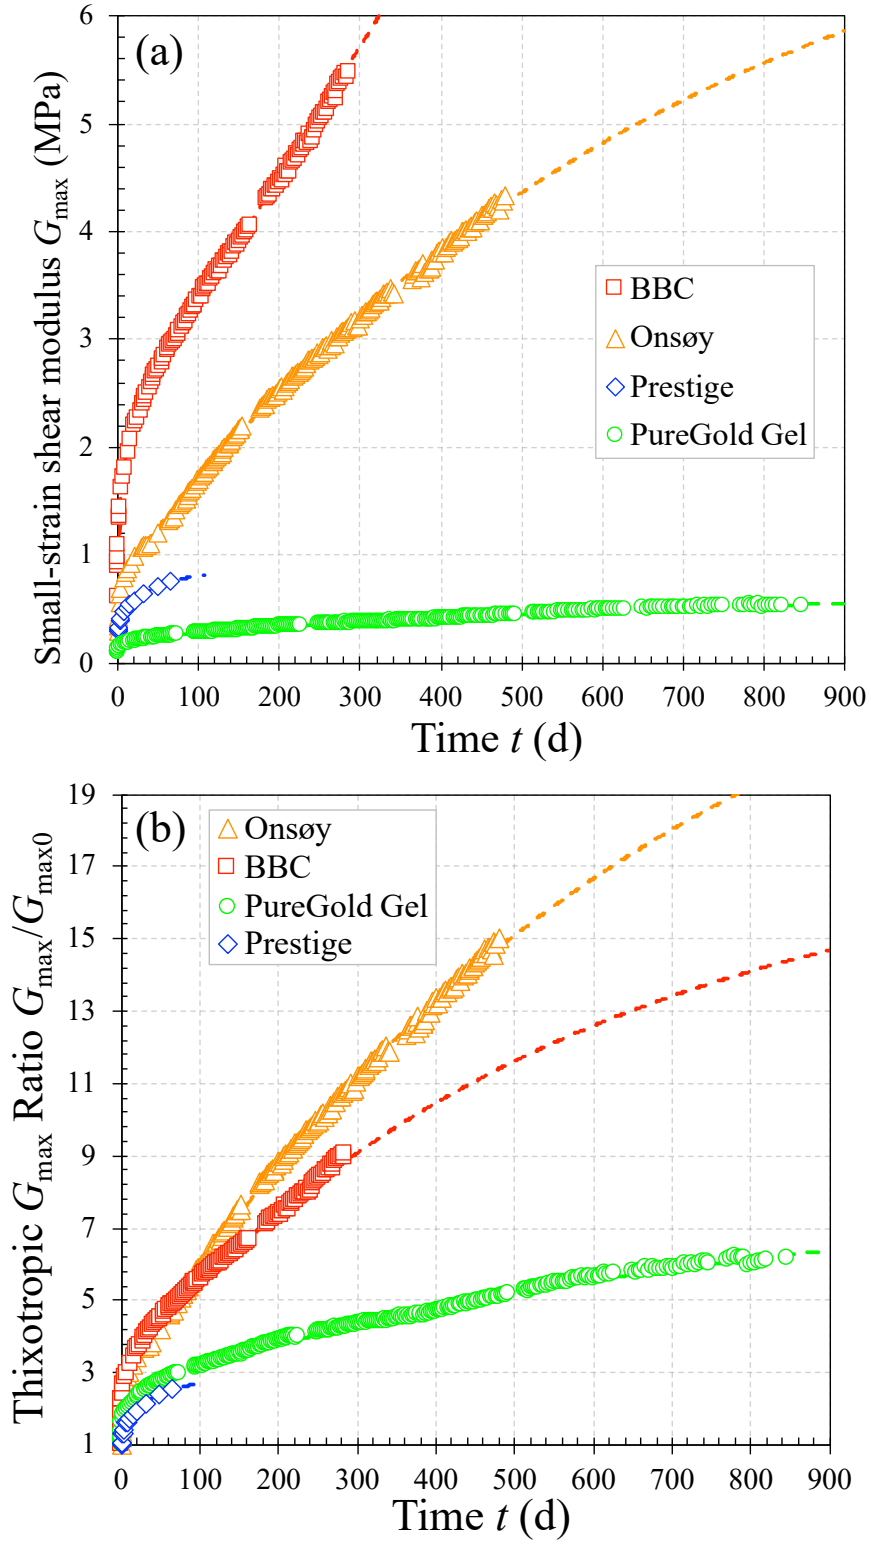 (a)
Small-strain shear modulus Gmax (MPa)
6
5
4
3
2
1
0
BBC
Onsøy
Prestige
PureGold Gel
0 100 200 300 400 500 600 700 800 900
Time t (d)
(b)
Thixotropic Gmax Ratio Gmax/Gmax0
19
17
15
13
11
9
7
5
3
1
Onsøy
BBC
PureGold Gel
Prestige
0 100 200 300 400 500 600 700 800 900
Time t (d)